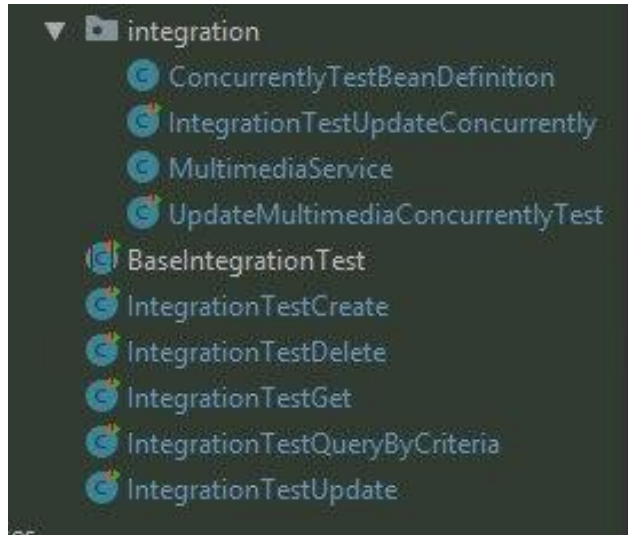 integration
ConcurrentlyTestBeanDefinition
IntegrationTestUpdateConcurrently
MultimediaService
UpdateMultimediaConcurrentlyTest
BaseIntegrationTest
IntegrationTestCreate
IntegrationTestDelete
IntegrationTestGet
IntegrationTestQueryByCriteria
IntegrationTestUpdate